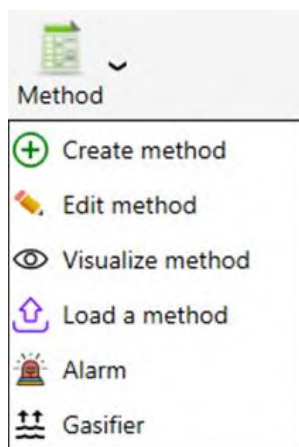 Method
Create method
Edit method
Visualize method
Load a method
Alarm
Gasifier